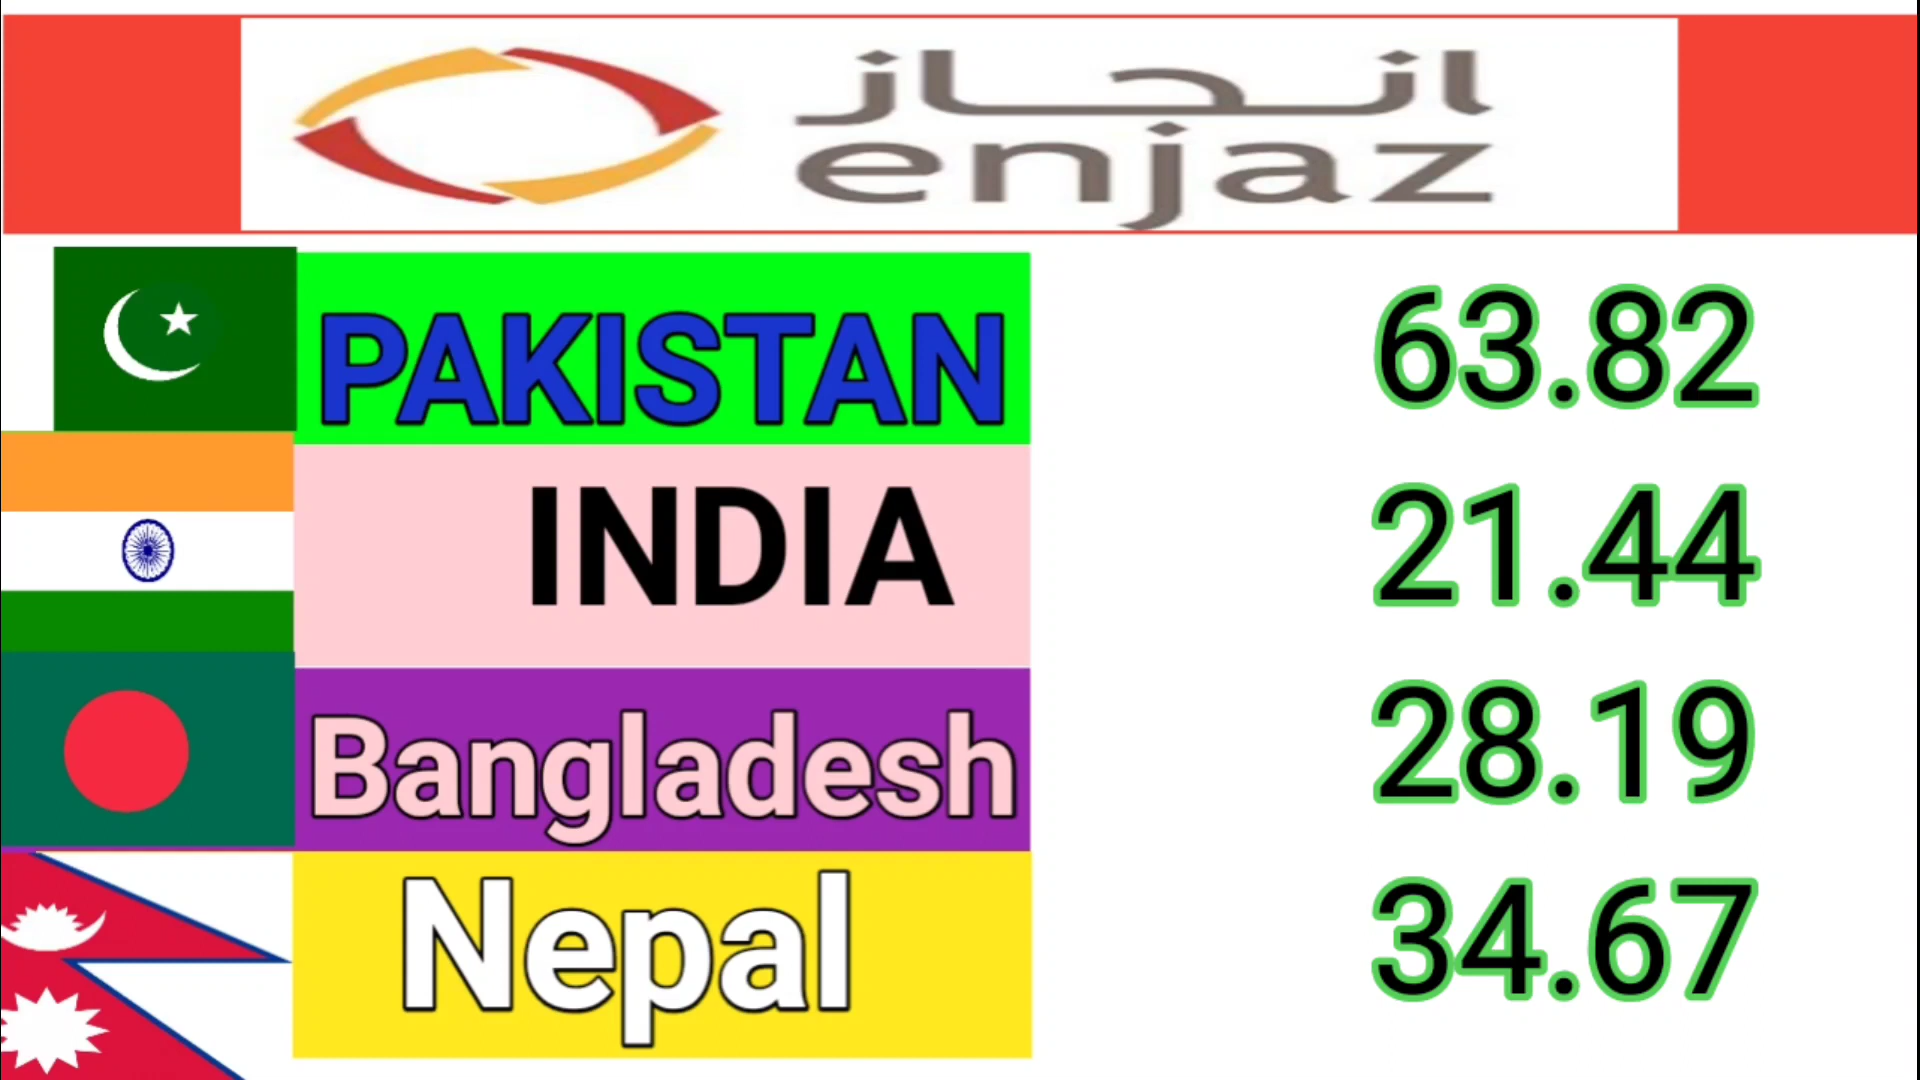 انجاز
enjaz
PAKISTAN 63.82
INDIA 21.44
Bangladesh 28.19
Nepal 34.67